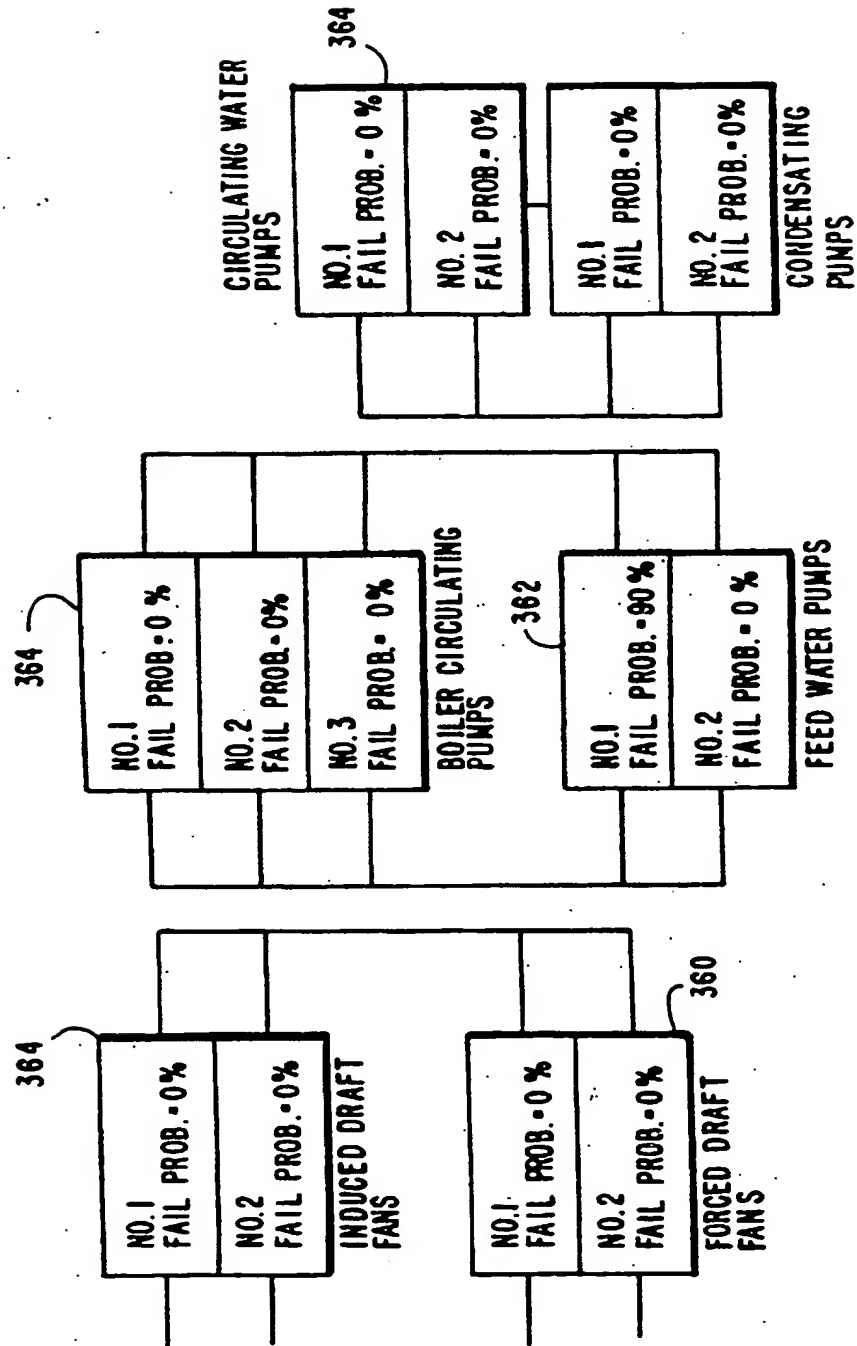 364
NO.1
FAIL PROB.=0%
NO.2
FAIL PROB.=0%
INDUCED DRAFT
FANS
NO.1
FAIL PROB.=0%
NO.2
FAIL PROB.=0%
360
FORCED DRAFT
FANS
364
NO.1
FAIL PROB.=0%
NO.2
FAIL PROB.=0%
NO.3
FAIL PROB.=0%
BOILER CIRCULATING
PUMPS
362
NO.1
FAIL PROB.=90%
NO.2
FAIL PROB.=0%
FEED WATER PUMPS
CIRCULATING WATER
PUMPS
364
NO.1
FAIL PROB.=0%
NO.2
FAIL PROB.=0%
NO.1
FAIL PROB.=0%
NO.2
FAIL PROB.=0%
CONDENSATING
PUMPS